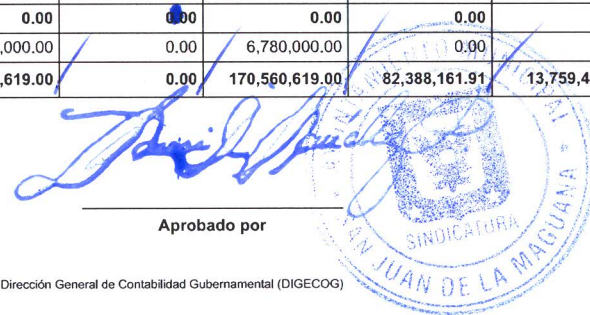 0.00 0.00 0.00 0.00
,000.00 0.00 6,780,000.00 0.00
,619.00 0.00 170,560,619.00 82,388,161.91 13,759,4
Aprobado por
SINDICATURA
JUAN DE LA MAGUANA
Dirección General de Contabilidad Gubernamental (DIGECOG)